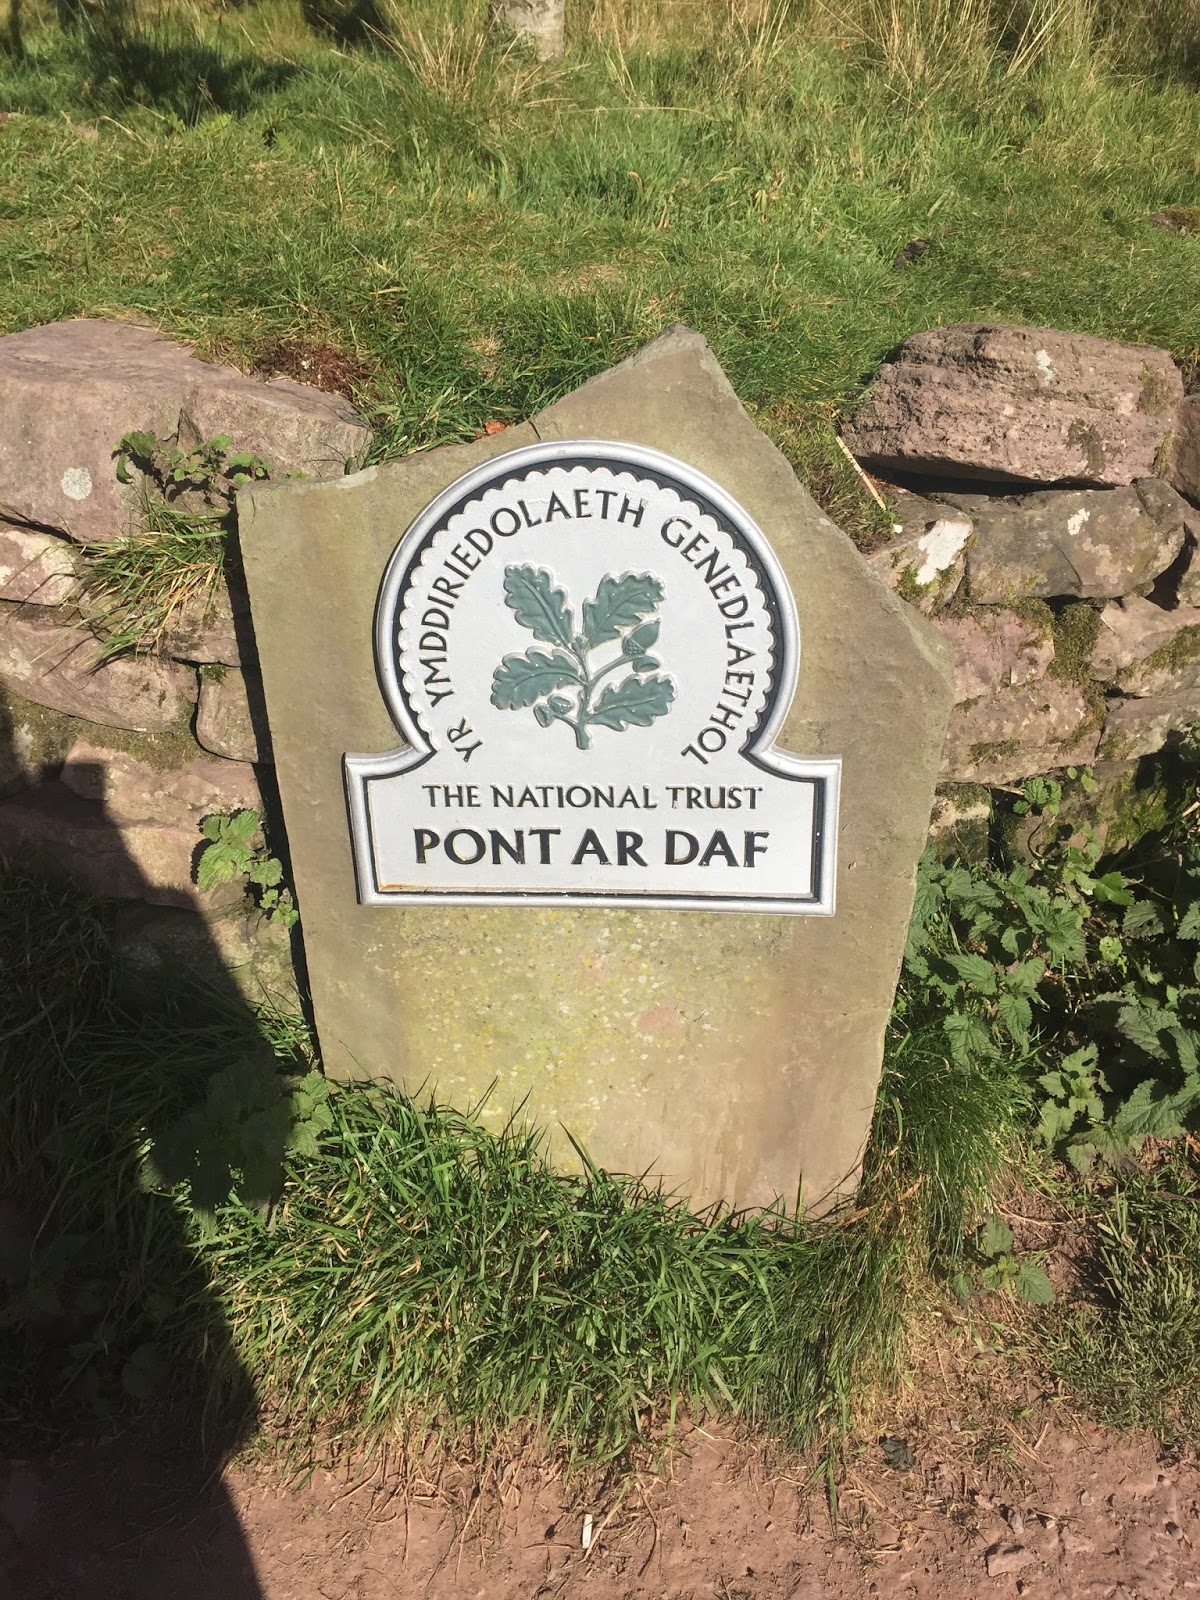 YR YMDDIRIEDOLAETH GENEDLAETHOL
THE NATIONAL TRUST
PONT AR DAF